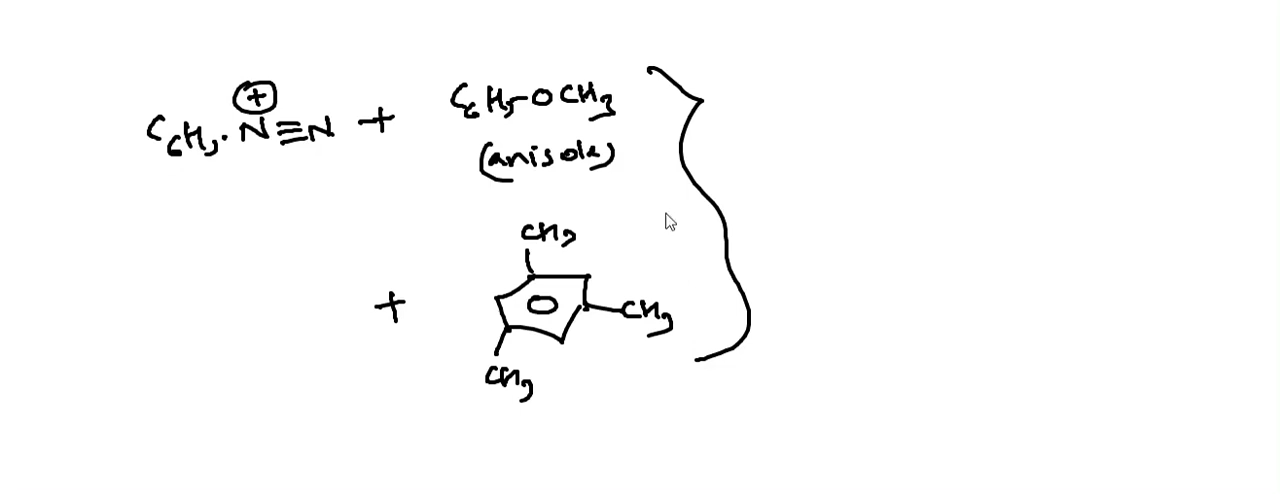 C₆H₅.N⊕≡N + C₆H₅-OCH₃
(anisole)
CH₃
+
CH₃
CH₃